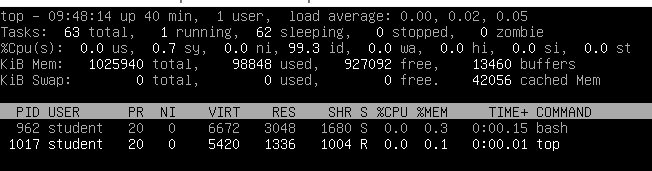 top - 09:48:14 up 40 min,  1 user,  load average: 0.00, 0.02, 0.05
Tasks:  63 total,   1 running,  62 sleeping,   0 stopped,   0 zombie
%Cpu(s):  0.0 us,  0.7 sy,  0.0 ni, 99.3 id,  0.0 wa,  0.0 hi,  0.0 si,  0.0 st
KiB Mem:   1025940 total,    98848 used,   927092 free,    13460 buffers
KiB Swap:        0 total,        0 used,        0 free.    42056 cached Mem
PID USER      PR  NI    VIRT    RES    SHR S %CPU %MEM     TIME+ COMMAND
962 student   20   0    6672   3048   1680 S  0.0  0.3   0:00.15 bash
1017 student   20   0    5420   1336   1004 R  0.0  0.1   0:00.01 top